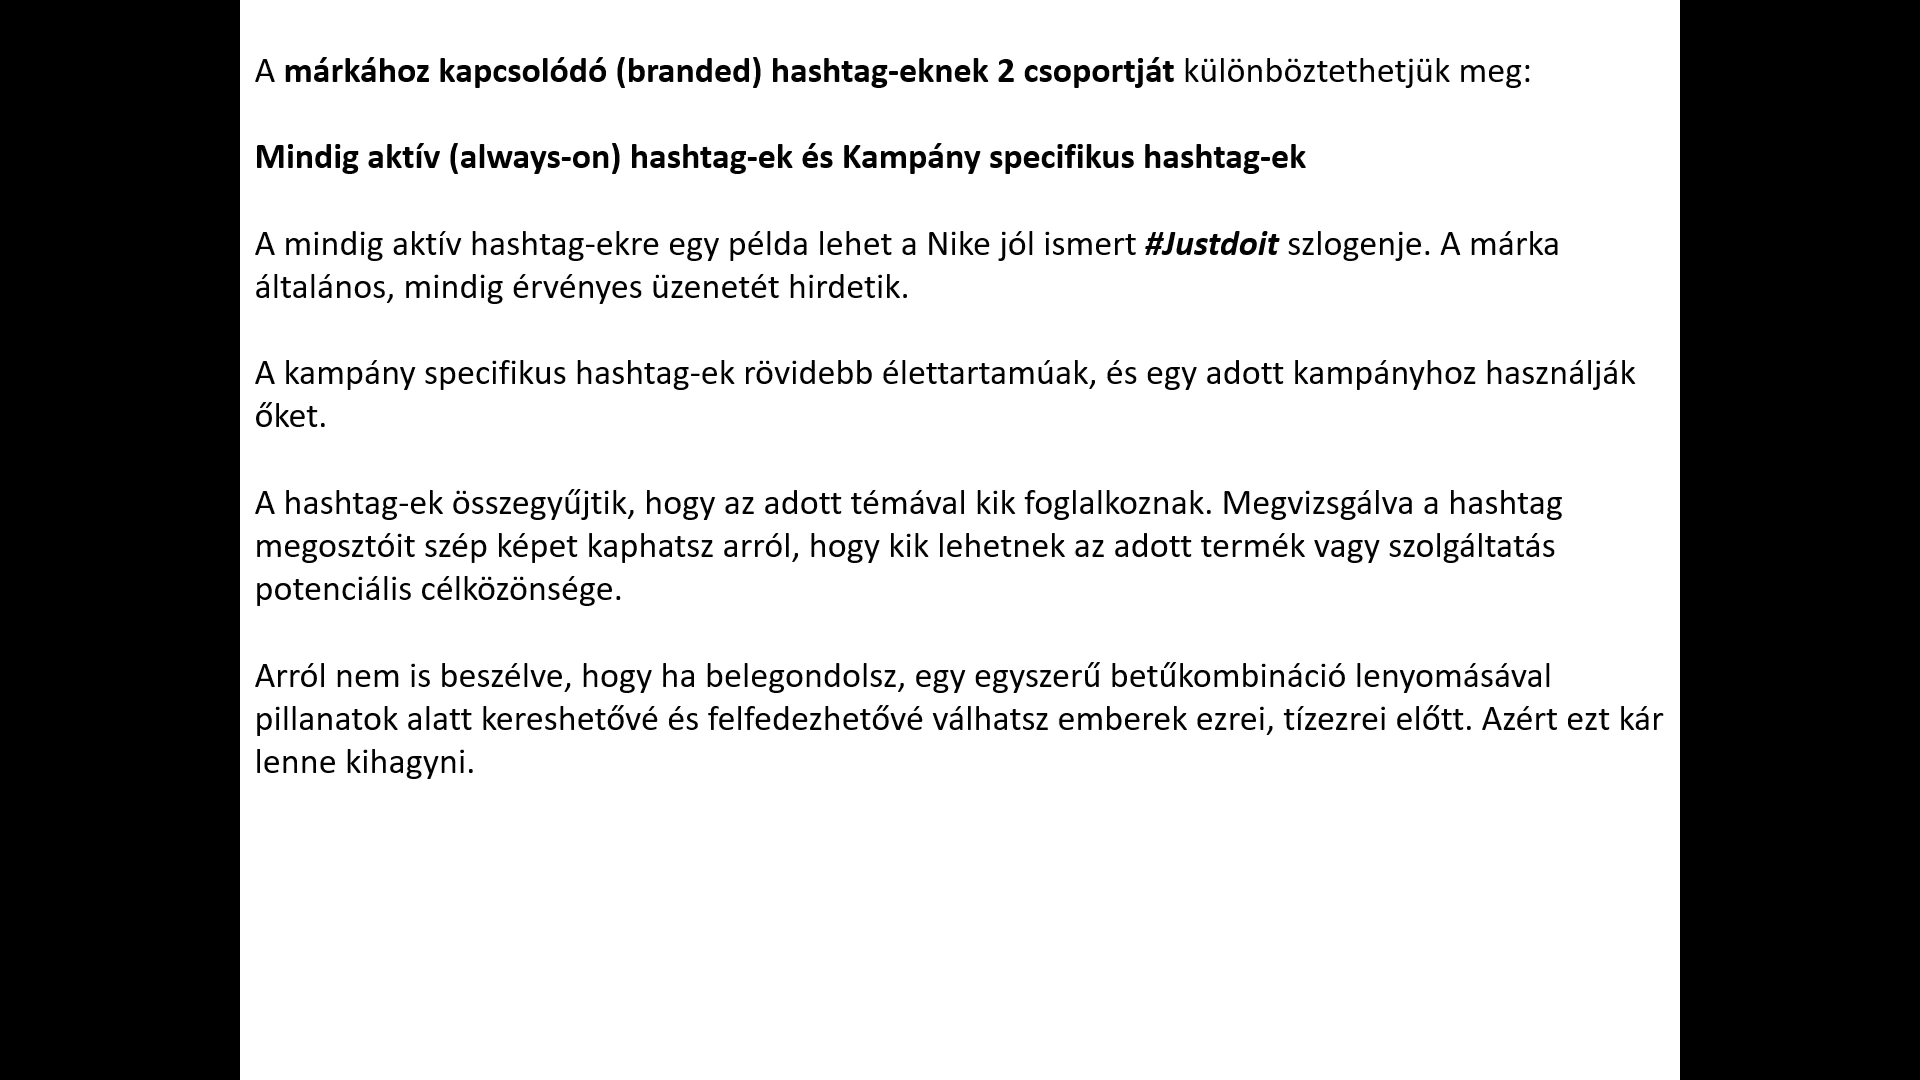 A márkához kapcsolódó (branded) hashtag-eknek 2 csoportját különböztethetjük meg:
Mindig aktív (always-on) hashtag-ek és Kampány specifikus hashtag-ek
A mindig aktív hashtag-ekre egy példa lehet a Nike jól ismert #Justdoit szlogenje. A márka
általános, mindig érvényes üzenetét hirdetik.
A kampány specifikus hashtag-ek rövidebb élettartamúak, és egy adott kampányhoz használják
őket.
A hashtag-ek összegyűjtik, hogy az adott témával kik foglalkoznak. Megvizsgálva a hashtag
megosztóit szép képet kaphatsz arról, hogy kik lehetnek az adott termék vagy szolgáltatás
potenciális célközönsége.
Arról nem is beszélve, hogy ha belegondolsz, egy egyszerű betűkombináció lenyomásával
pillanatok alatt kereshetővé és felfedezhetővé válhatsz emberek ezrei, tízezrei előtt. Azért ezt kár
lenne kihagyni.